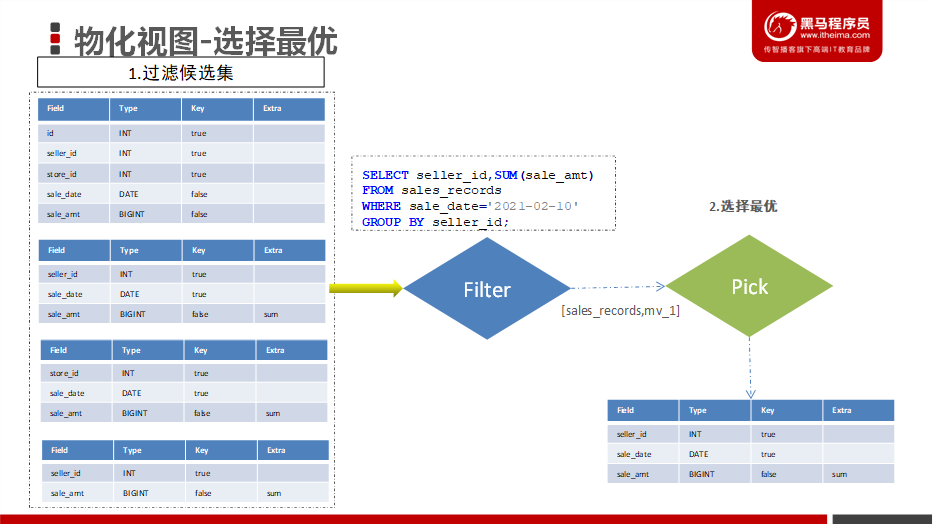 物化视图-选择最优
黑马程序员
www.itheima.com
传智播客旗下高端IT教育品牌
1.过滤候选集
Field Type Key Extra
id INT true
seller_id INT true
store_id INT true
sale_date DATE false
sale_amt BIGINT false
Field Type Key Extra
seller_id INT true
sale_date DATE true
sale_amt BIGINT false sum
Field Type Key Extra
store_id INT true
sale_date DATE true
sale_amt BIGINT false sum
Field Type Key Extra
seller_id INT true
sale_amt BIGINT false sum
SELECT seller_id,SUM(sale_amt)
FROM sales_records
WHERE sale_date='2021-02-10'
GROUP BY seller_id;
Filter
[sales_records,mv_1]
2.选择最优
Pick
Field Type Key Extra
seller_id INT true
sale_date DATE true
sale_amt BIGINT false sum